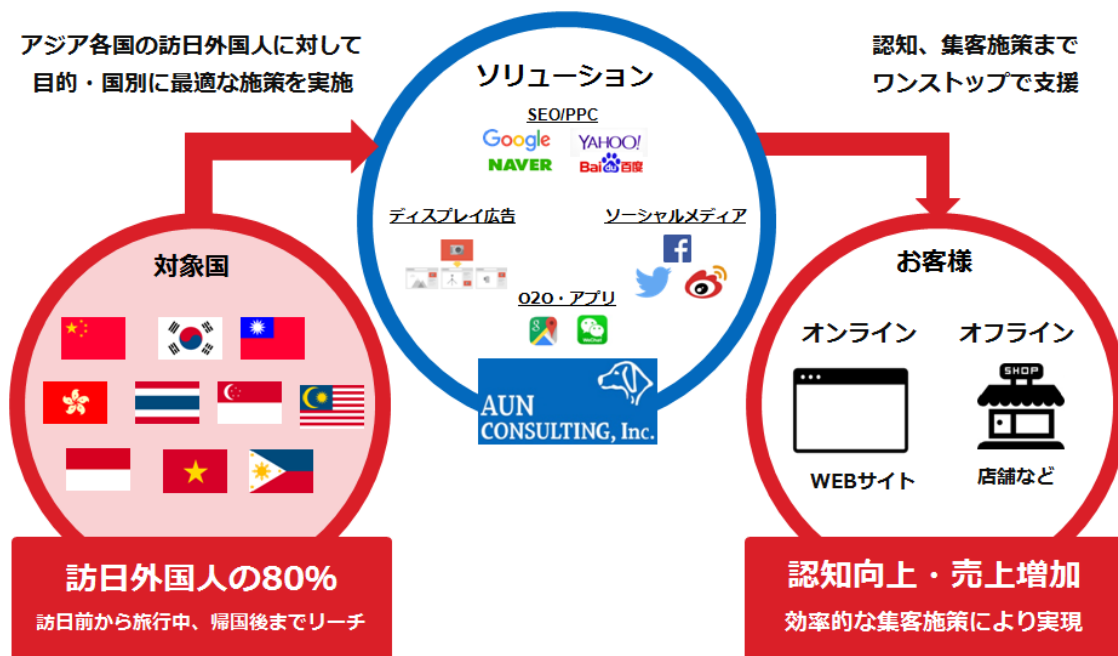 アジア各国の訪日外国人に対して
目的・国別に最適な施策を実施
認知、集客施策まで
ワンストップで支援
ソリューション
SEO/PPC
Google
YAHOO!
NAVER
Bai du 百度
ディスプレイ広告
ソーシャルメディア
O2O・アプリ
WeChat
AUN
CONSULTING, Inc.
対象国
訪日外国人の80%
訪日前から旅行中、帰国後までリーチ
お客様
オンライン
オフライン
SHOP
WEBサイト
店舗など
認知向上・売上増加
効率的な集客施策により実現